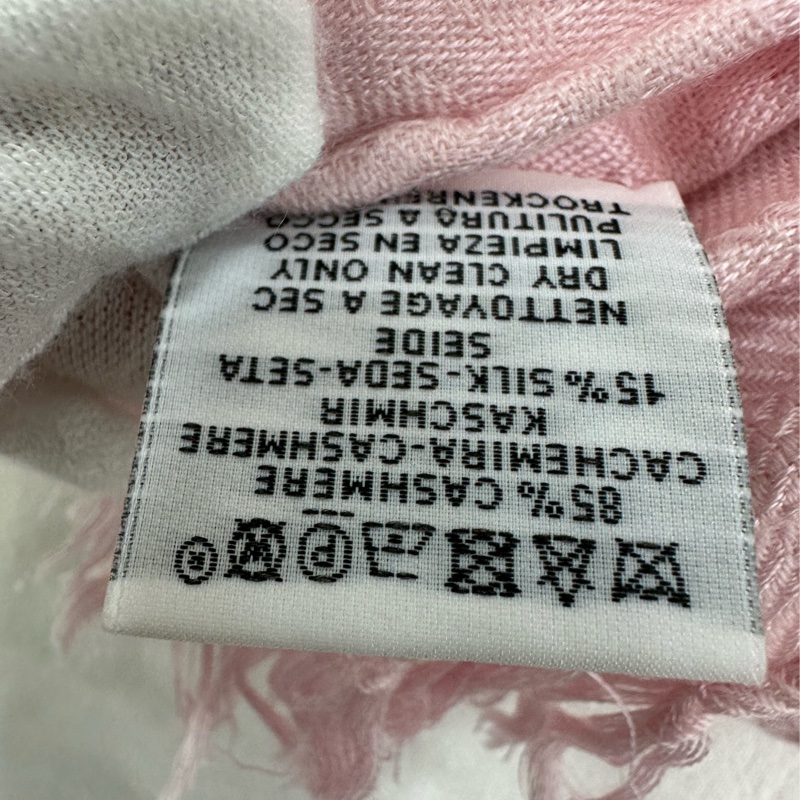 85% CASHMERE
CACHEMIRA-CASHMERE
KASCHMIR
15% SILK-SEDA-SETA
SEIDE
NETTOYAGE A SEC
DRY CLEAN ONLY
LIMPIEZA EN SECO
PULITURA A SECCO